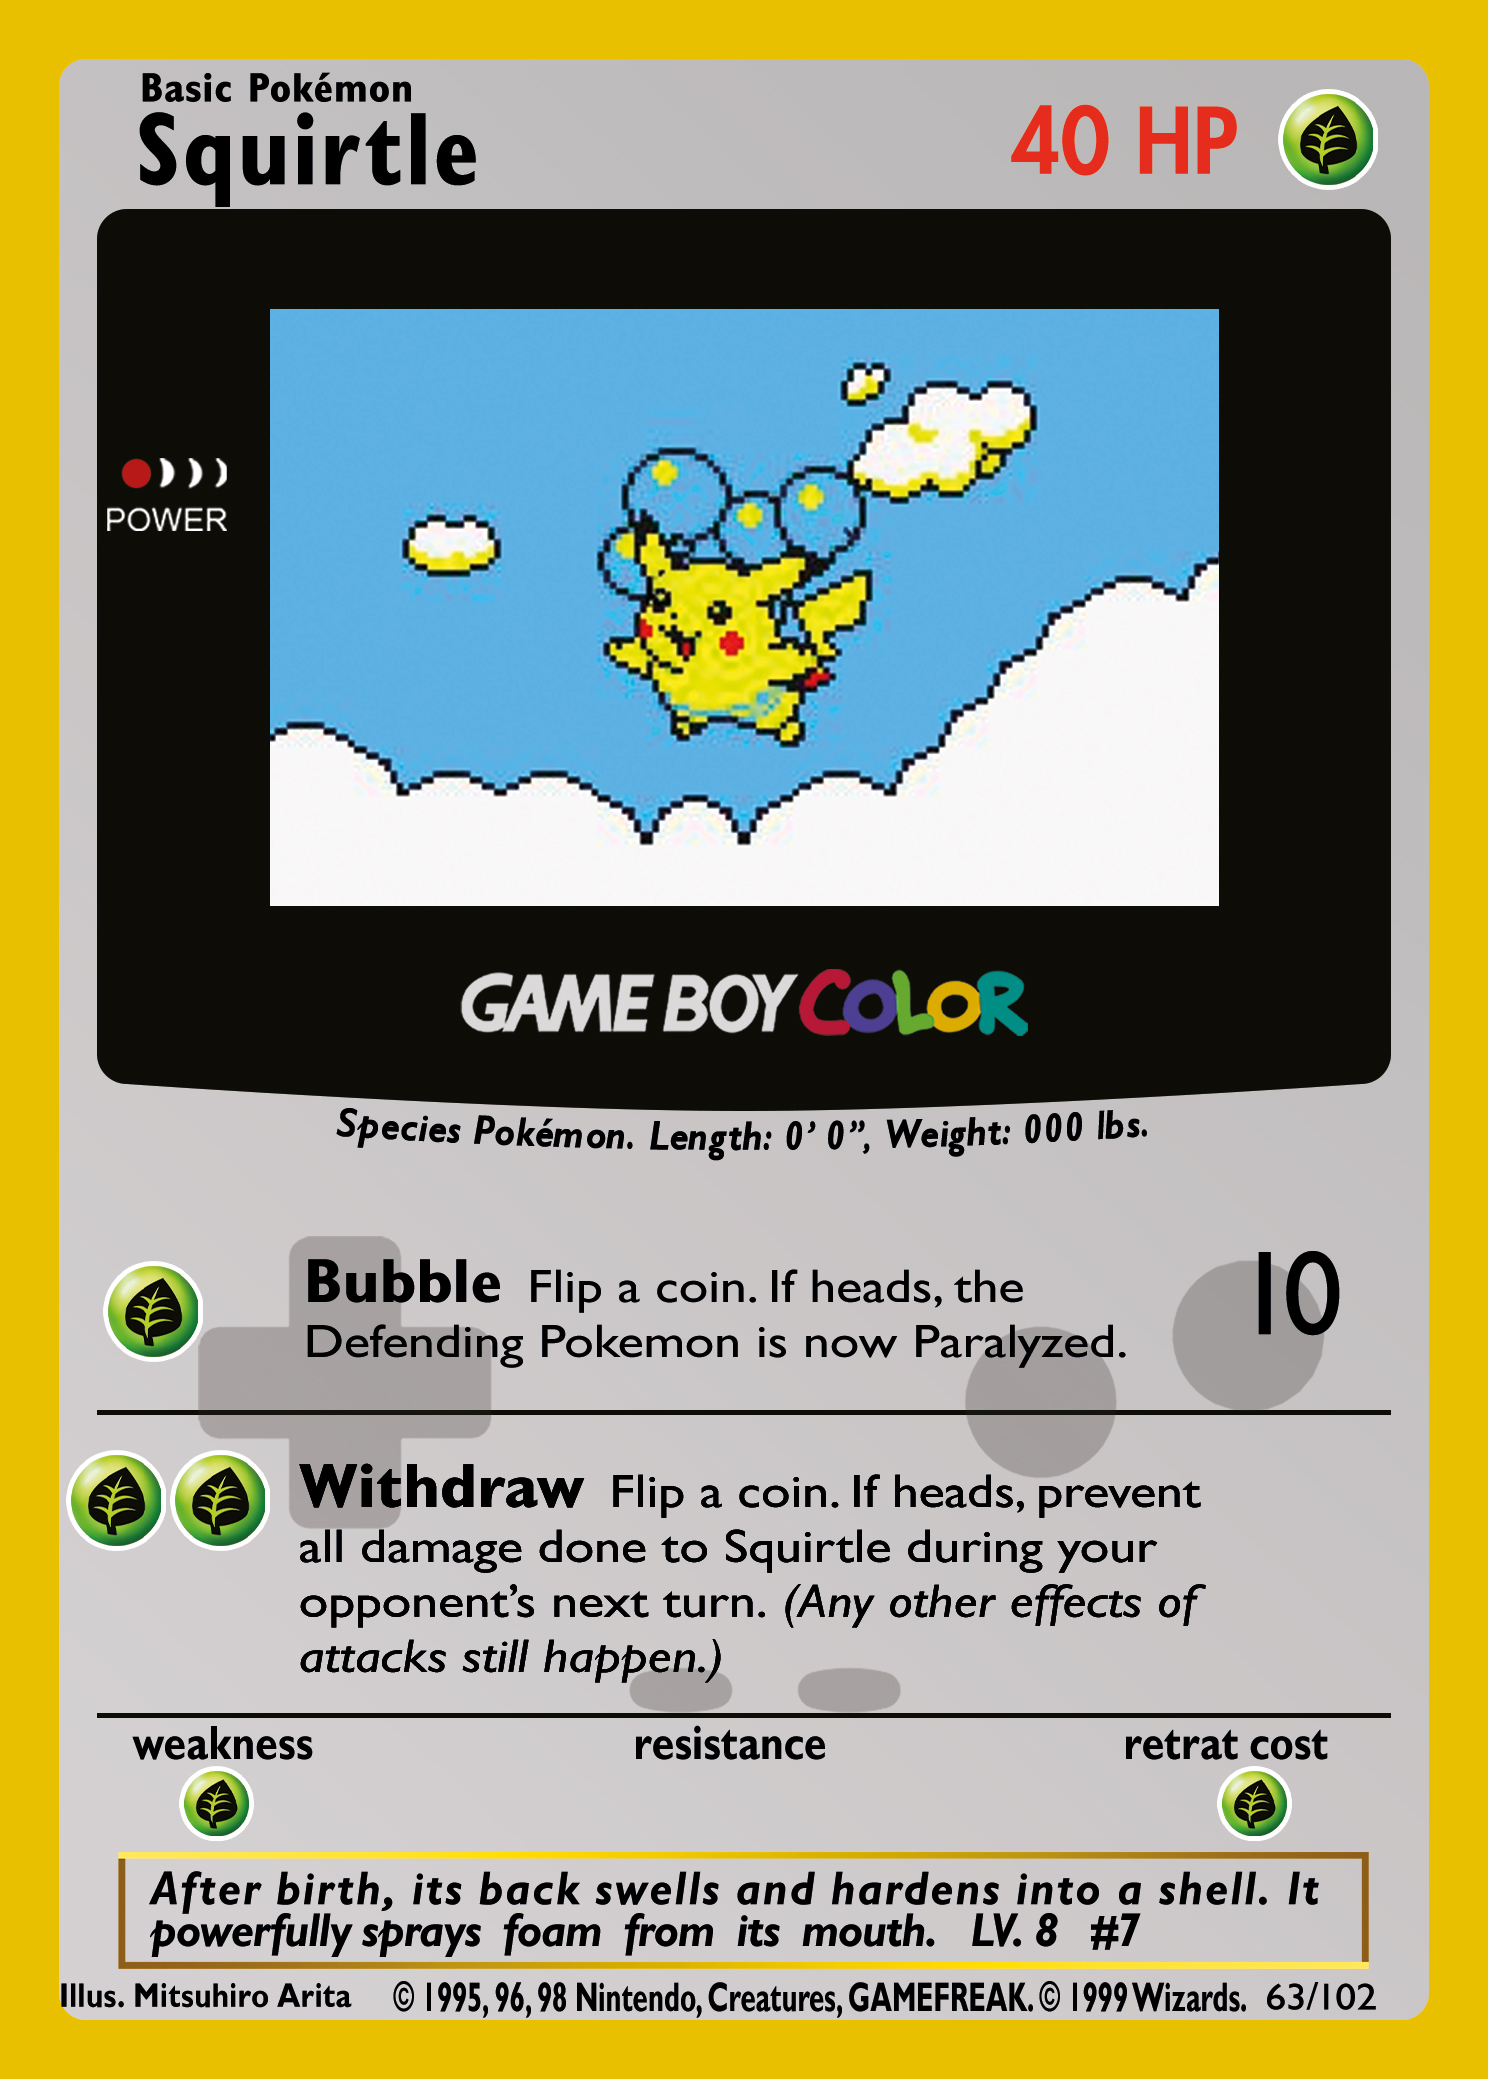 Basic Pokémon
Squirtle
40 HP
POWER
GAME BOY COLOR
Species Pokémon. Length: 0’ 0”, Weight: 000 lbs.
Bubble Flip a coin. If heads, the
Defending Pokemon is now Paralyzed.
10
Withdraw Flip a coin. If heads, prevent
all damage done to Squirtle during your
opponent’s next turn. (Any other effects of
attacks still happen.)
weakness resistance retrat cost
After birth, its back swells and hardens into a shell. It
powerfully sprays foam from its mouth. LV. 8 #7
Illus. Mitsuhiro Arita © 1995, 96, 98 Nintendo, Creatures, GAMEFREAK. © 1999 Wizards. 63/102